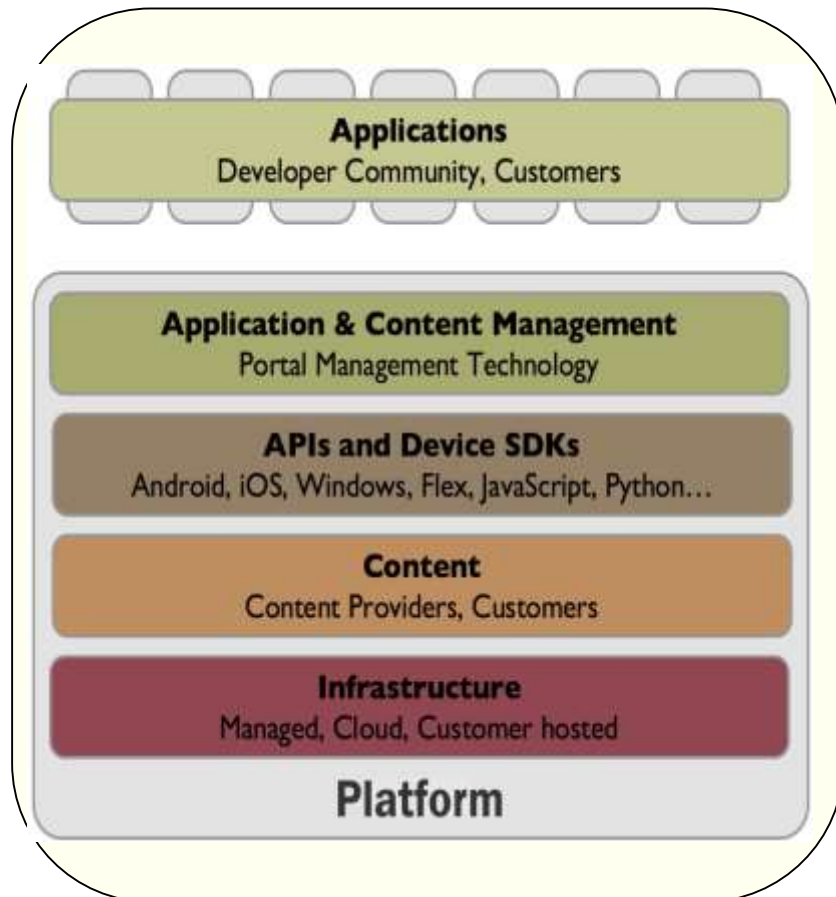 Applications
Developer Community, Customers
Application & Content Management
Portal Management Technology
APIs and Device SDKs
Android, iOS, Windows, Flex, JavaScript, Python...
Content
Content Providers, Customers
Infrastructure
Managed, Cloud, Customer hosted
Platform